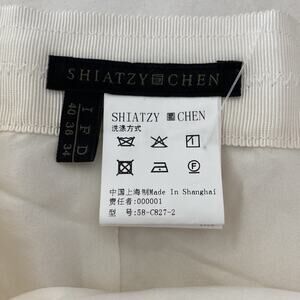 SHIATZY CHEN
I F D
40 38 34
SHIATZY CHEN
洗涤方式
中国上海制Made In Shanghai
责任者:000001
型 号:58-C827-2